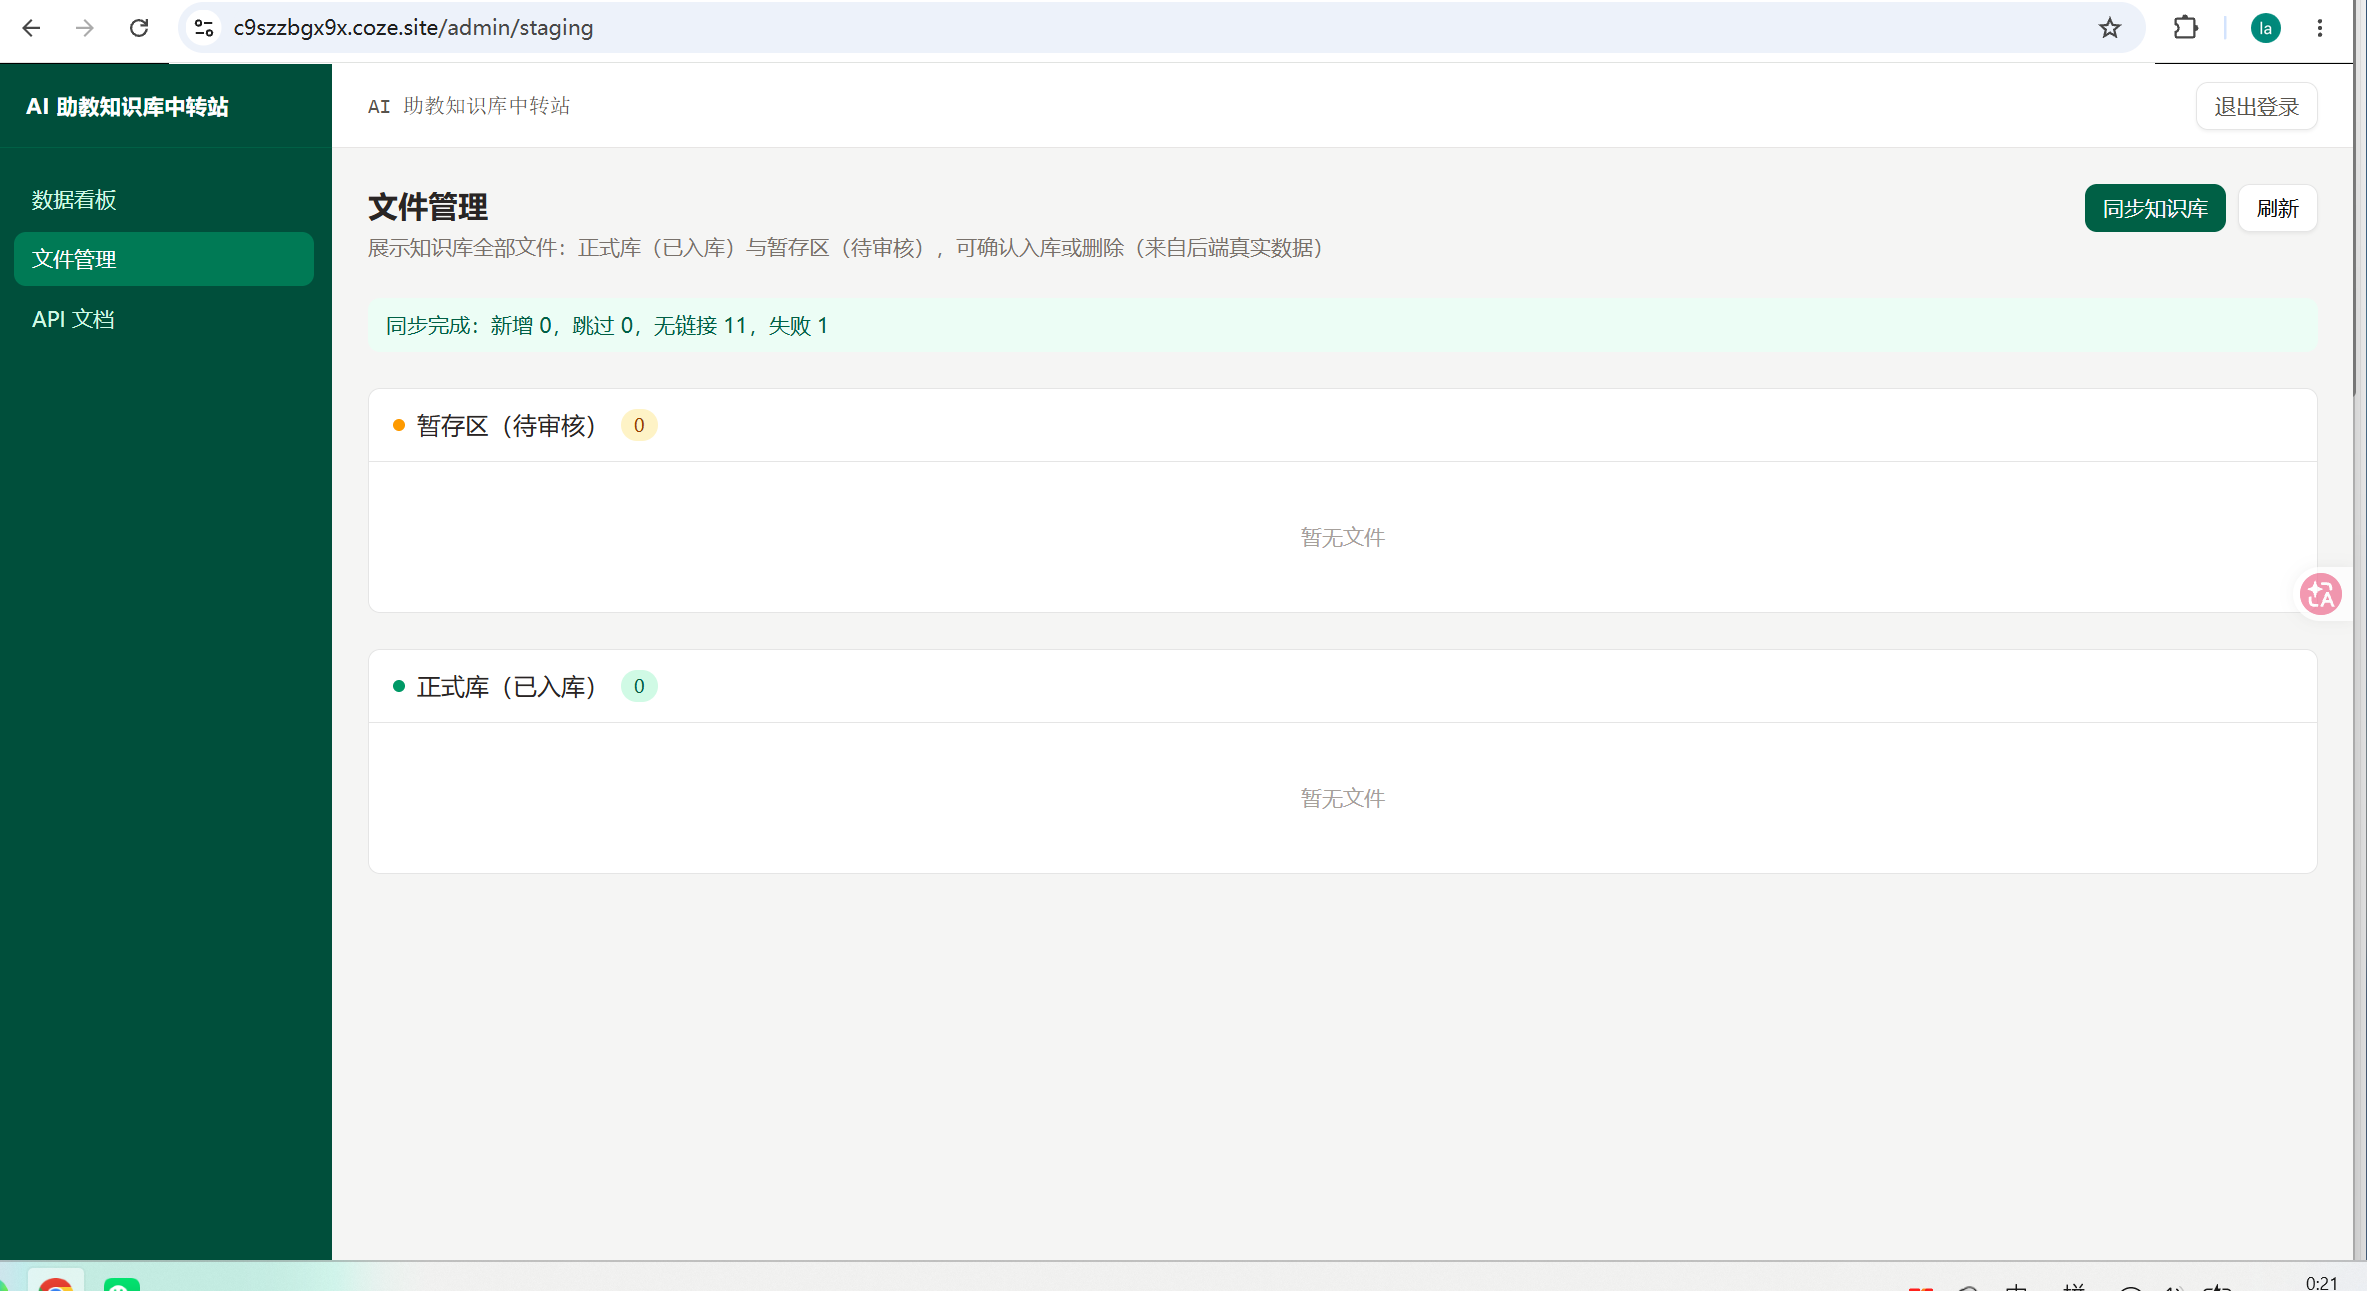 c9szzbgx9x.coze.site/admin/staging
la
AI 助教知识库中转站
AI 助教知识库中转站
退出登录
数据看板
文件管理
API 文档
文件管理
同步知识库
刷新
展示知识库全部文件：正式库（已入库）与暂存区（待审核），可确认入库或删除（来自后端真实数据）
同步完成：新增 0，跳过 0，无链接 11，失败 1
暂存区（待审核） 0
暂无文件
正式库（已入库） 0
暂无文件
0:21